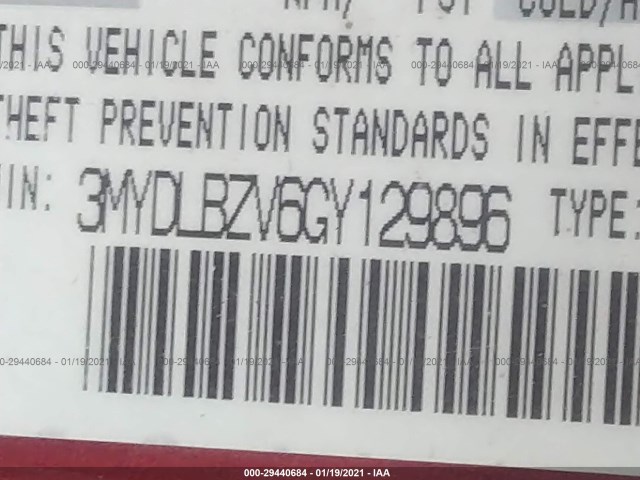 COLD/
THIS VEHICLE CONFORMS TO ALL APPL
THEFT PREVENTION STANDARDS IN EFFE
IN: 3MYDLBZV6GY129896 TYPE:
000-29440684 - 01/19/2021 - IAA